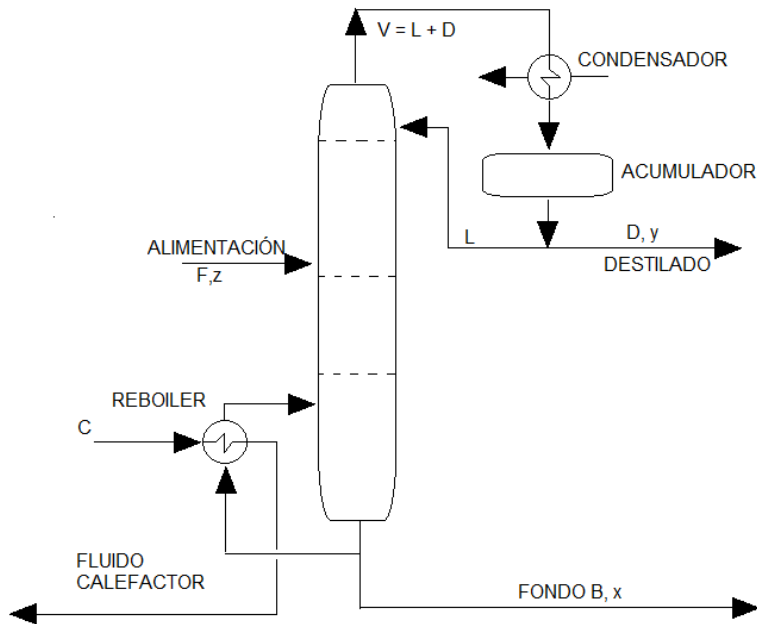 V = L + D
CONDENSADOR
ACUMULADOR
ALIMENTACIÓN
F,z
L
D, y
DESTILADO
REBOILER
C
FLUIDO
CALEFACTOR
FONDO B, x